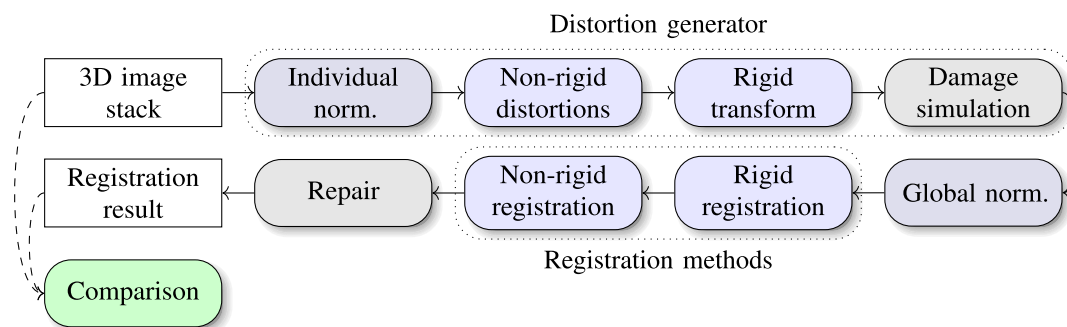 Distortion generator
3D image
stack
Individual
norm.
Non-rigid
distortions
Rigid
transform
Damage
simulation
Registration
result
Repair
Non-rigid
registration
Rigid
registration
Global norm.
Registration methods
Comparison